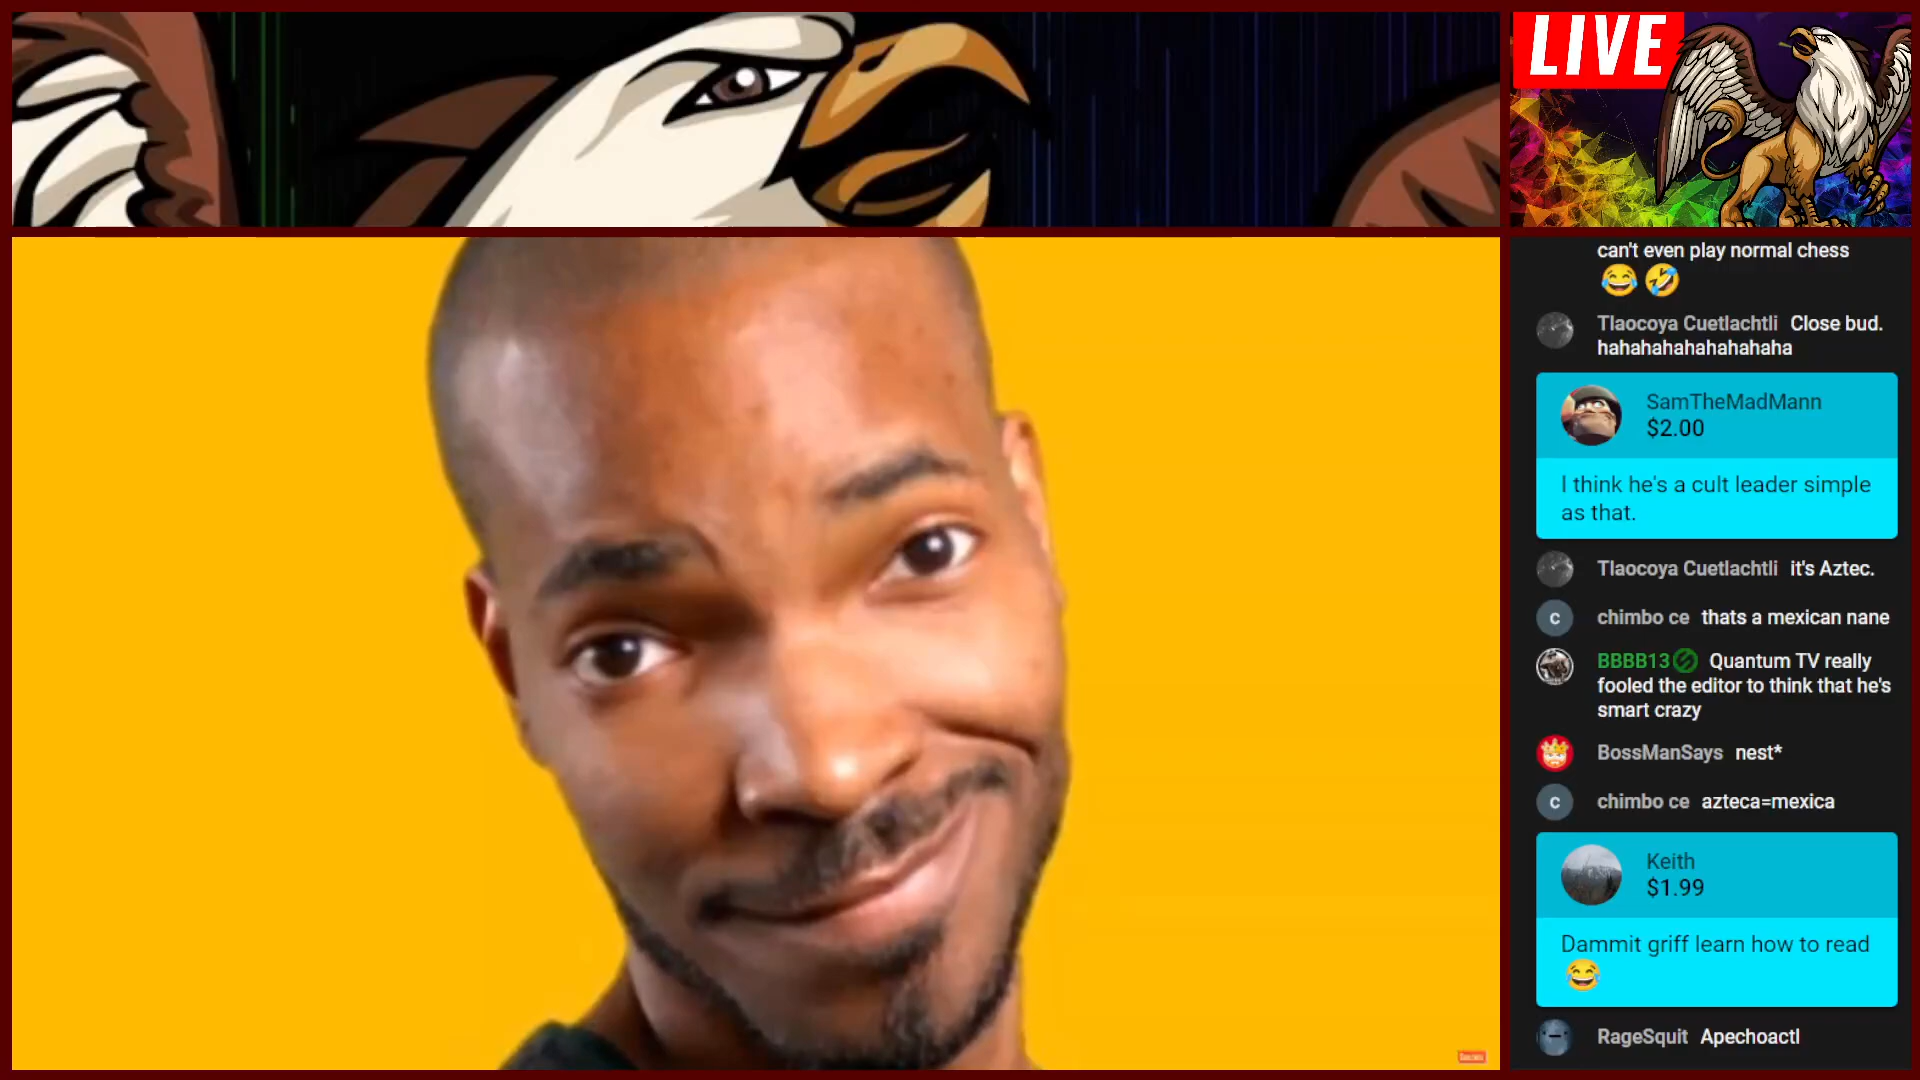 LIVE
can't even play normal chess
😂🤣
Tlaocoya Cuetlachtli Close bud.
hahahahahahahahaha
SamTheMadMann
$2.00
I think he's a cult leader simple
as that.
Tlaocoya Cuetlachtli it's Aztec.
c chimbo ce thats a mexican nane
BBBB13 Quantum TV really
fooled the editor to think that he's
smart crazy
BossManSays nest*
c chimbo ce azteca=mexica
Keith
$1.99
Dammit griff learn how to read
😂
RageSquit Apechoactl